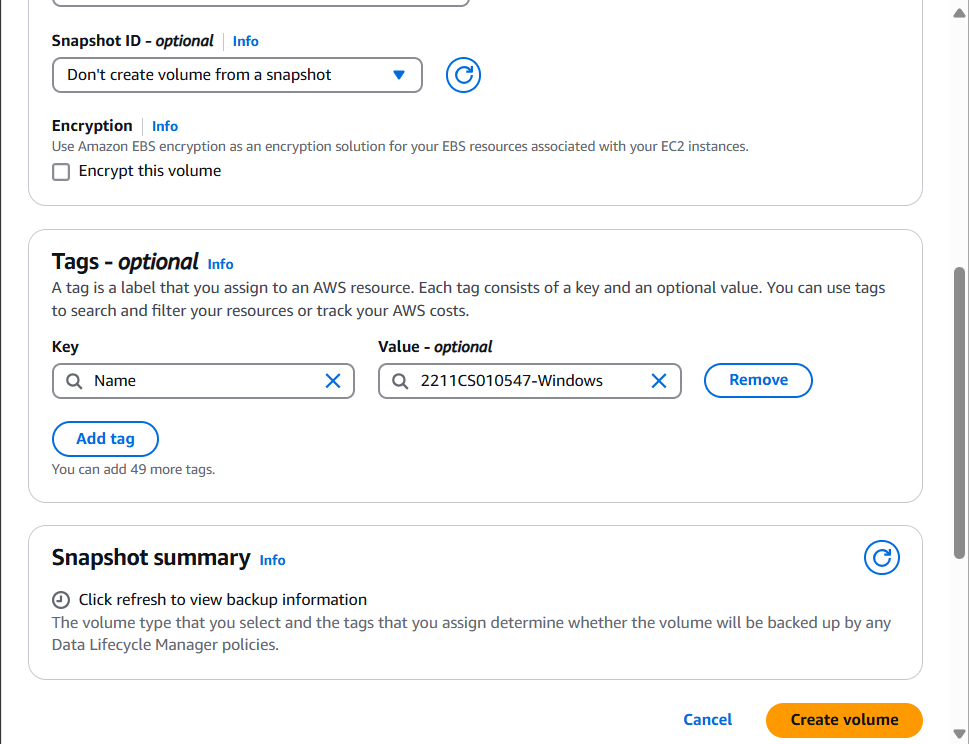 Snapshot ID - optional Info
Don't create volume from a snapshot
Encryption Info
Use Amazon EBS encryption as an encryption solution for your EBS resources associated with your EC2 instances.
Encrypt this volume
Tags - optional Info
A tag is a label that you assign to an AWS resource. Each tag consists of a key and an optional value. You can use tags
to search and filter your resources or track your AWS costs.
Key Value - optional
Name 2211CS010547-Windows Remove
Add tag
You can add 49 more tags.
Snapshot summary Info
Click refresh to view backup information
The volume type that you select and the tags that you assign determine whether the volume will be backed up by any
Data Lifecycle Manager policies.
Cancel Create volume